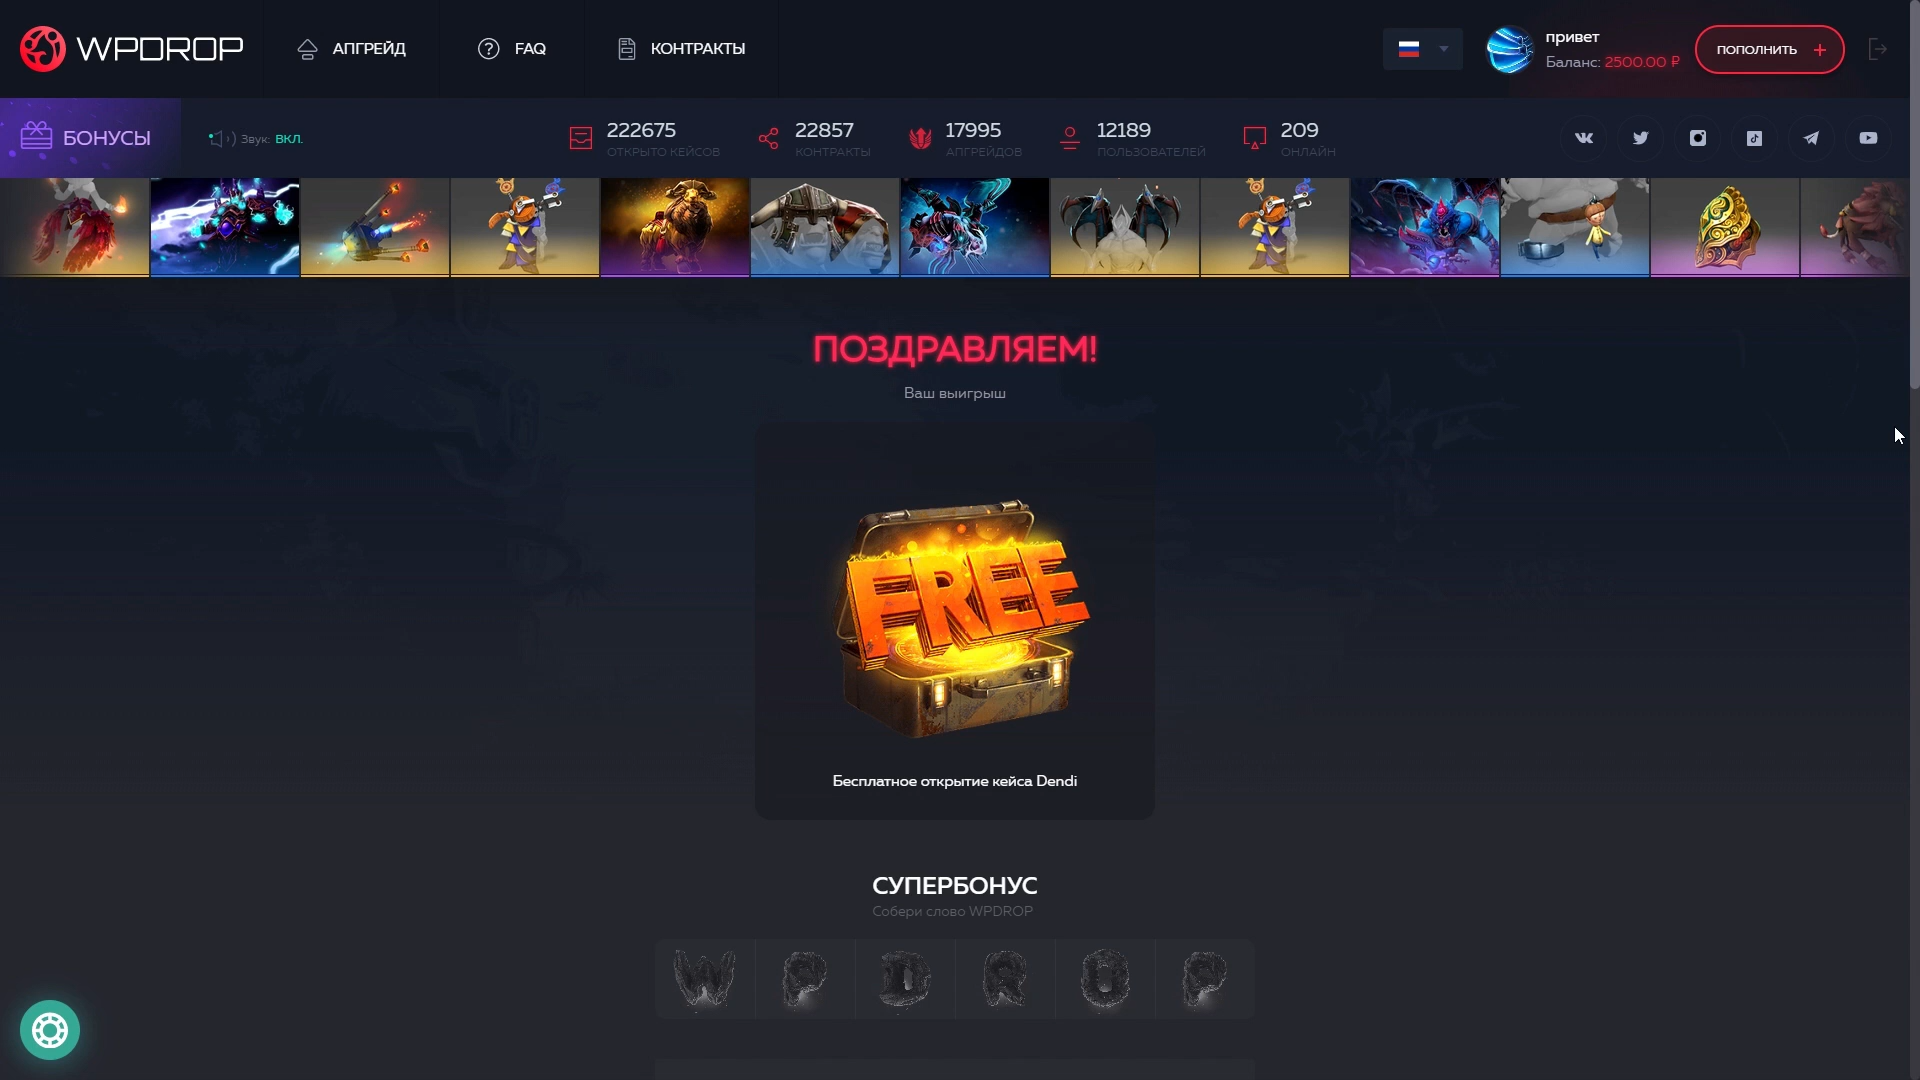 WPDROP
АПГРЕЙД
FAQ
КОНТРАКТЫ
привет
Баланс: 2500.00 ₽
ПОПОЛНИТЬ
БОНУСЫ
Звук: ВКЛ.
222675
ОТКРЫТО КЕЙСОВ
22857
КОНТРАКТЫ
17995
АПГРЕЙДОВ
12189
ПОЛЬЗОВАТЕЛЕЙ
209
ОНЛАЙН
ПОЗДРАВЛЯЕМ!
Ваш выигрыш
FREE
Бесплатное открытие кейса Dendi
СУПЕРБОНУС
Собери слово WPDROP
W P D R O P